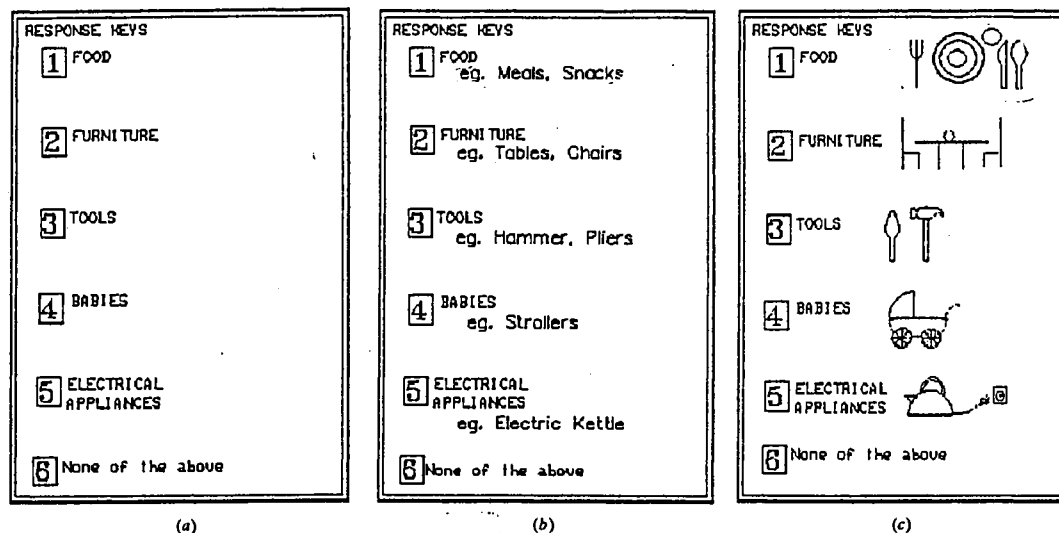 RESPONSE KEYS
1 FOOD
2 FURNITURE
3 TOOLS
4 BABIES
5 ELECTRICAL
APPLIANCES
6 None of the above
(a)
RESPONSE KEYS
1 FOOD
eg. Meals, Snacks
2 FURNITURE
eg. Tables, Chairs
3 TOOLS
eg. Hammer, Pliers
4 BABIES
eg. Strollers
5 ELECTRICAL
APPLIANCES
eg. Electric Kettle
6 None of the above
(b)
RESPONSE KEYS
1 FOOD
2 FURNITURE
3 TOOLS
4 BABIES
5 ELECTRICAL
APPLIANCES
6 None of the above
(c)